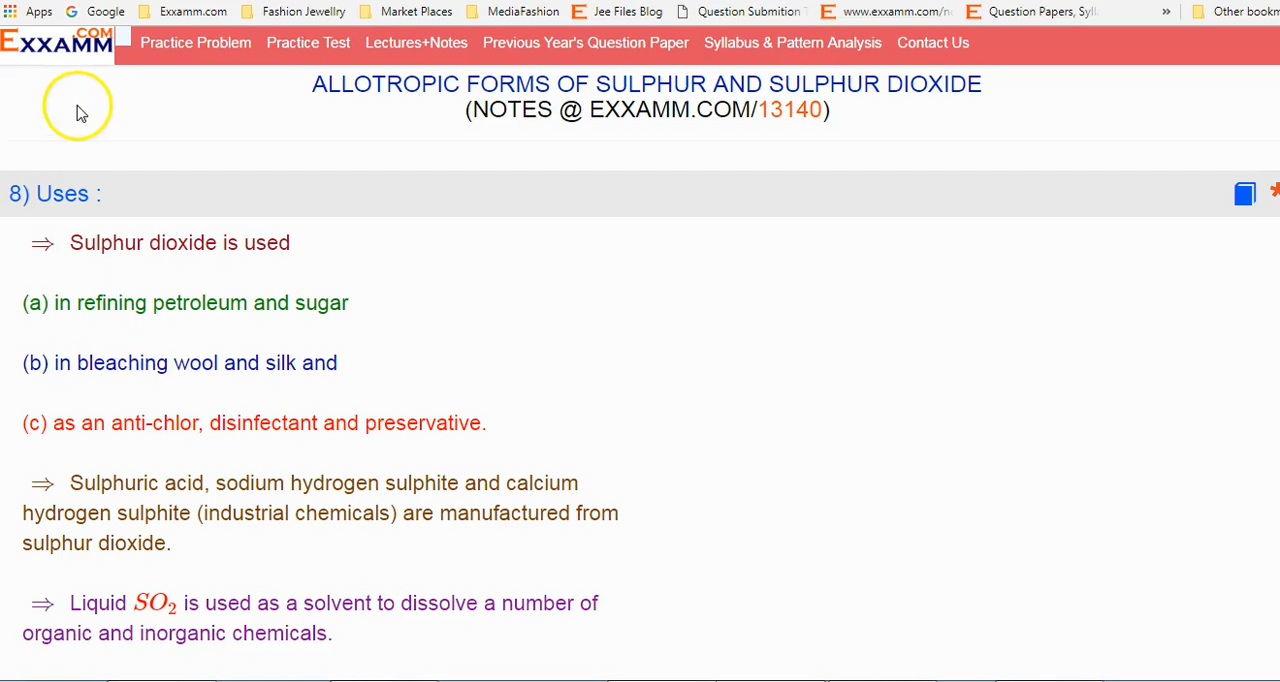 Apps Google Exxamm.com Fashion Jewellry Market Places MediaFashion Jee Files Blog Question Submition www.exxamm.com/n Question Papers, Syll » Other bookm
EXXAMM .COM Practice Problem Practice Test Lectures+Notes Previous Year's Question Paper Syllabus & Pattern Analysis Contact Us
ALLOTROPIC FORMS OF SULPHUR AND SULPHUR DIOXIDE
(NOTES @ EXXAMM.COM/13140)
8) Uses :
⇒ Sulphur dioxide is used
(a) in refining petroleum and sugar
(b) in bleaching wool and silk and
(c) as an anti-chlor, disinfectant and preservative.
⇒ Sulphuric acid, sodium hydrogen sulphite and calcium
hydrogen sulphite (industrial chemicals) are manufactured from
sulphur dioxide.
⇒ Liquid SO₂ is used as a solvent to dissolve a number of
organic and inorganic chemicals.